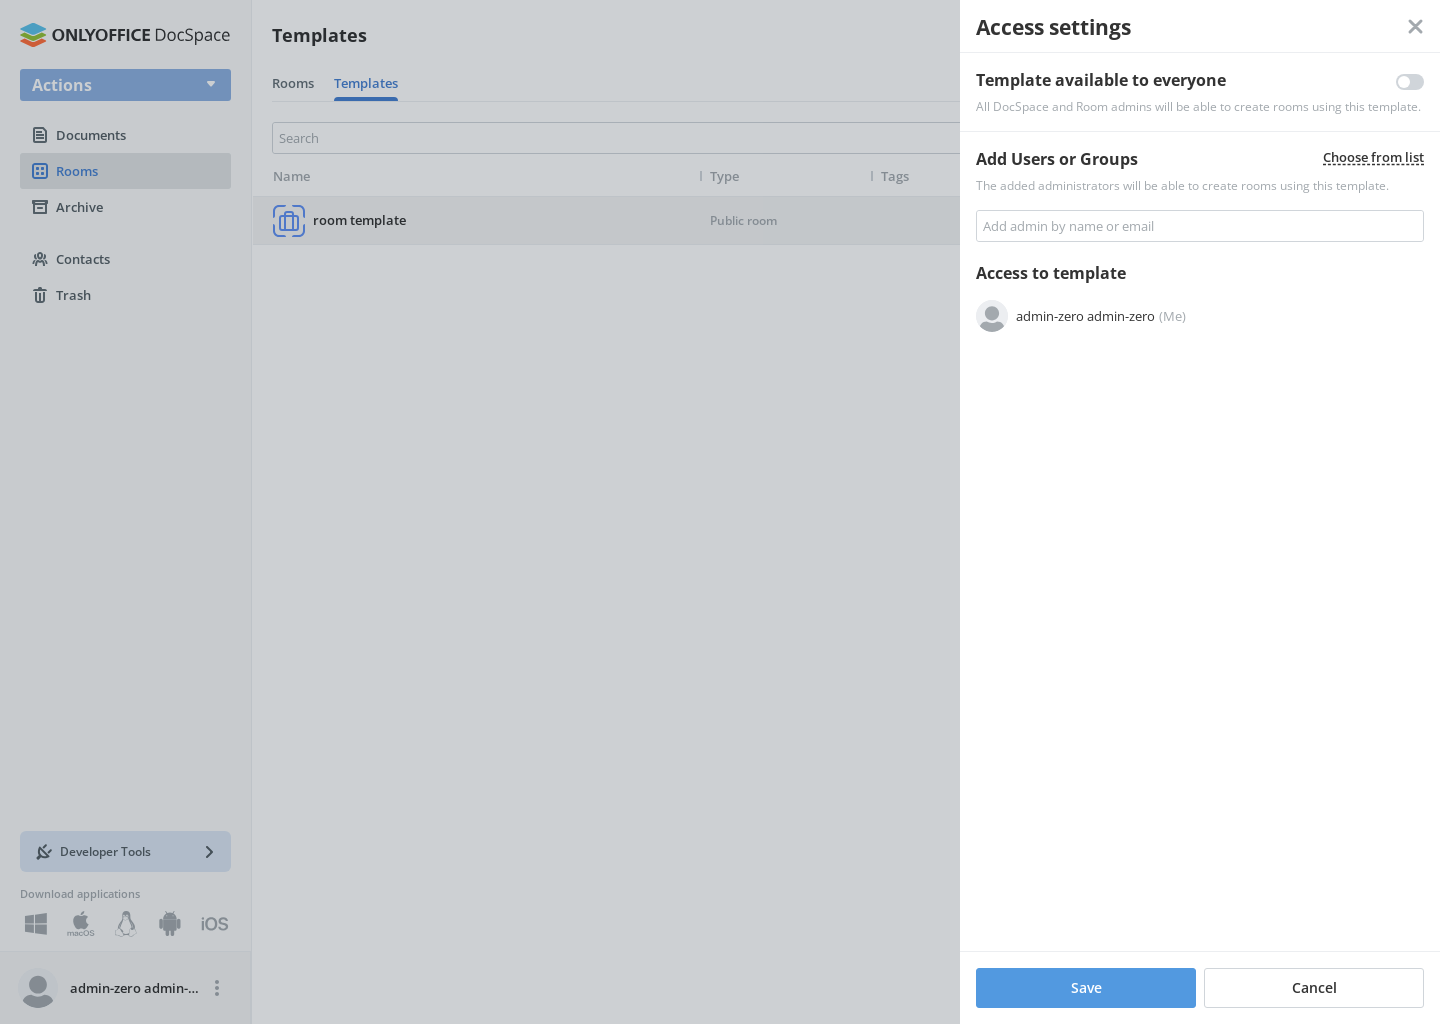 ONLYOFFICE DocSpace
Actions
Documents
Rooms
Archive
Contacts
Trash
Developer Tools
Download applications
macOS
iOS
admin-zero admin-...
Templates
Rooms
Templates
Search
Name
Type
Tags
room template
Public room
Access settings
Template available to everyone
All DocSpace and Room admins will be able to create rooms using this template.
Add Users or Groups
Choose from list
The added administrators will be able to create rooms using this template.
Add admin by name or email
Access to template
admin-zero admin-zero (Me)
Save
Cancel